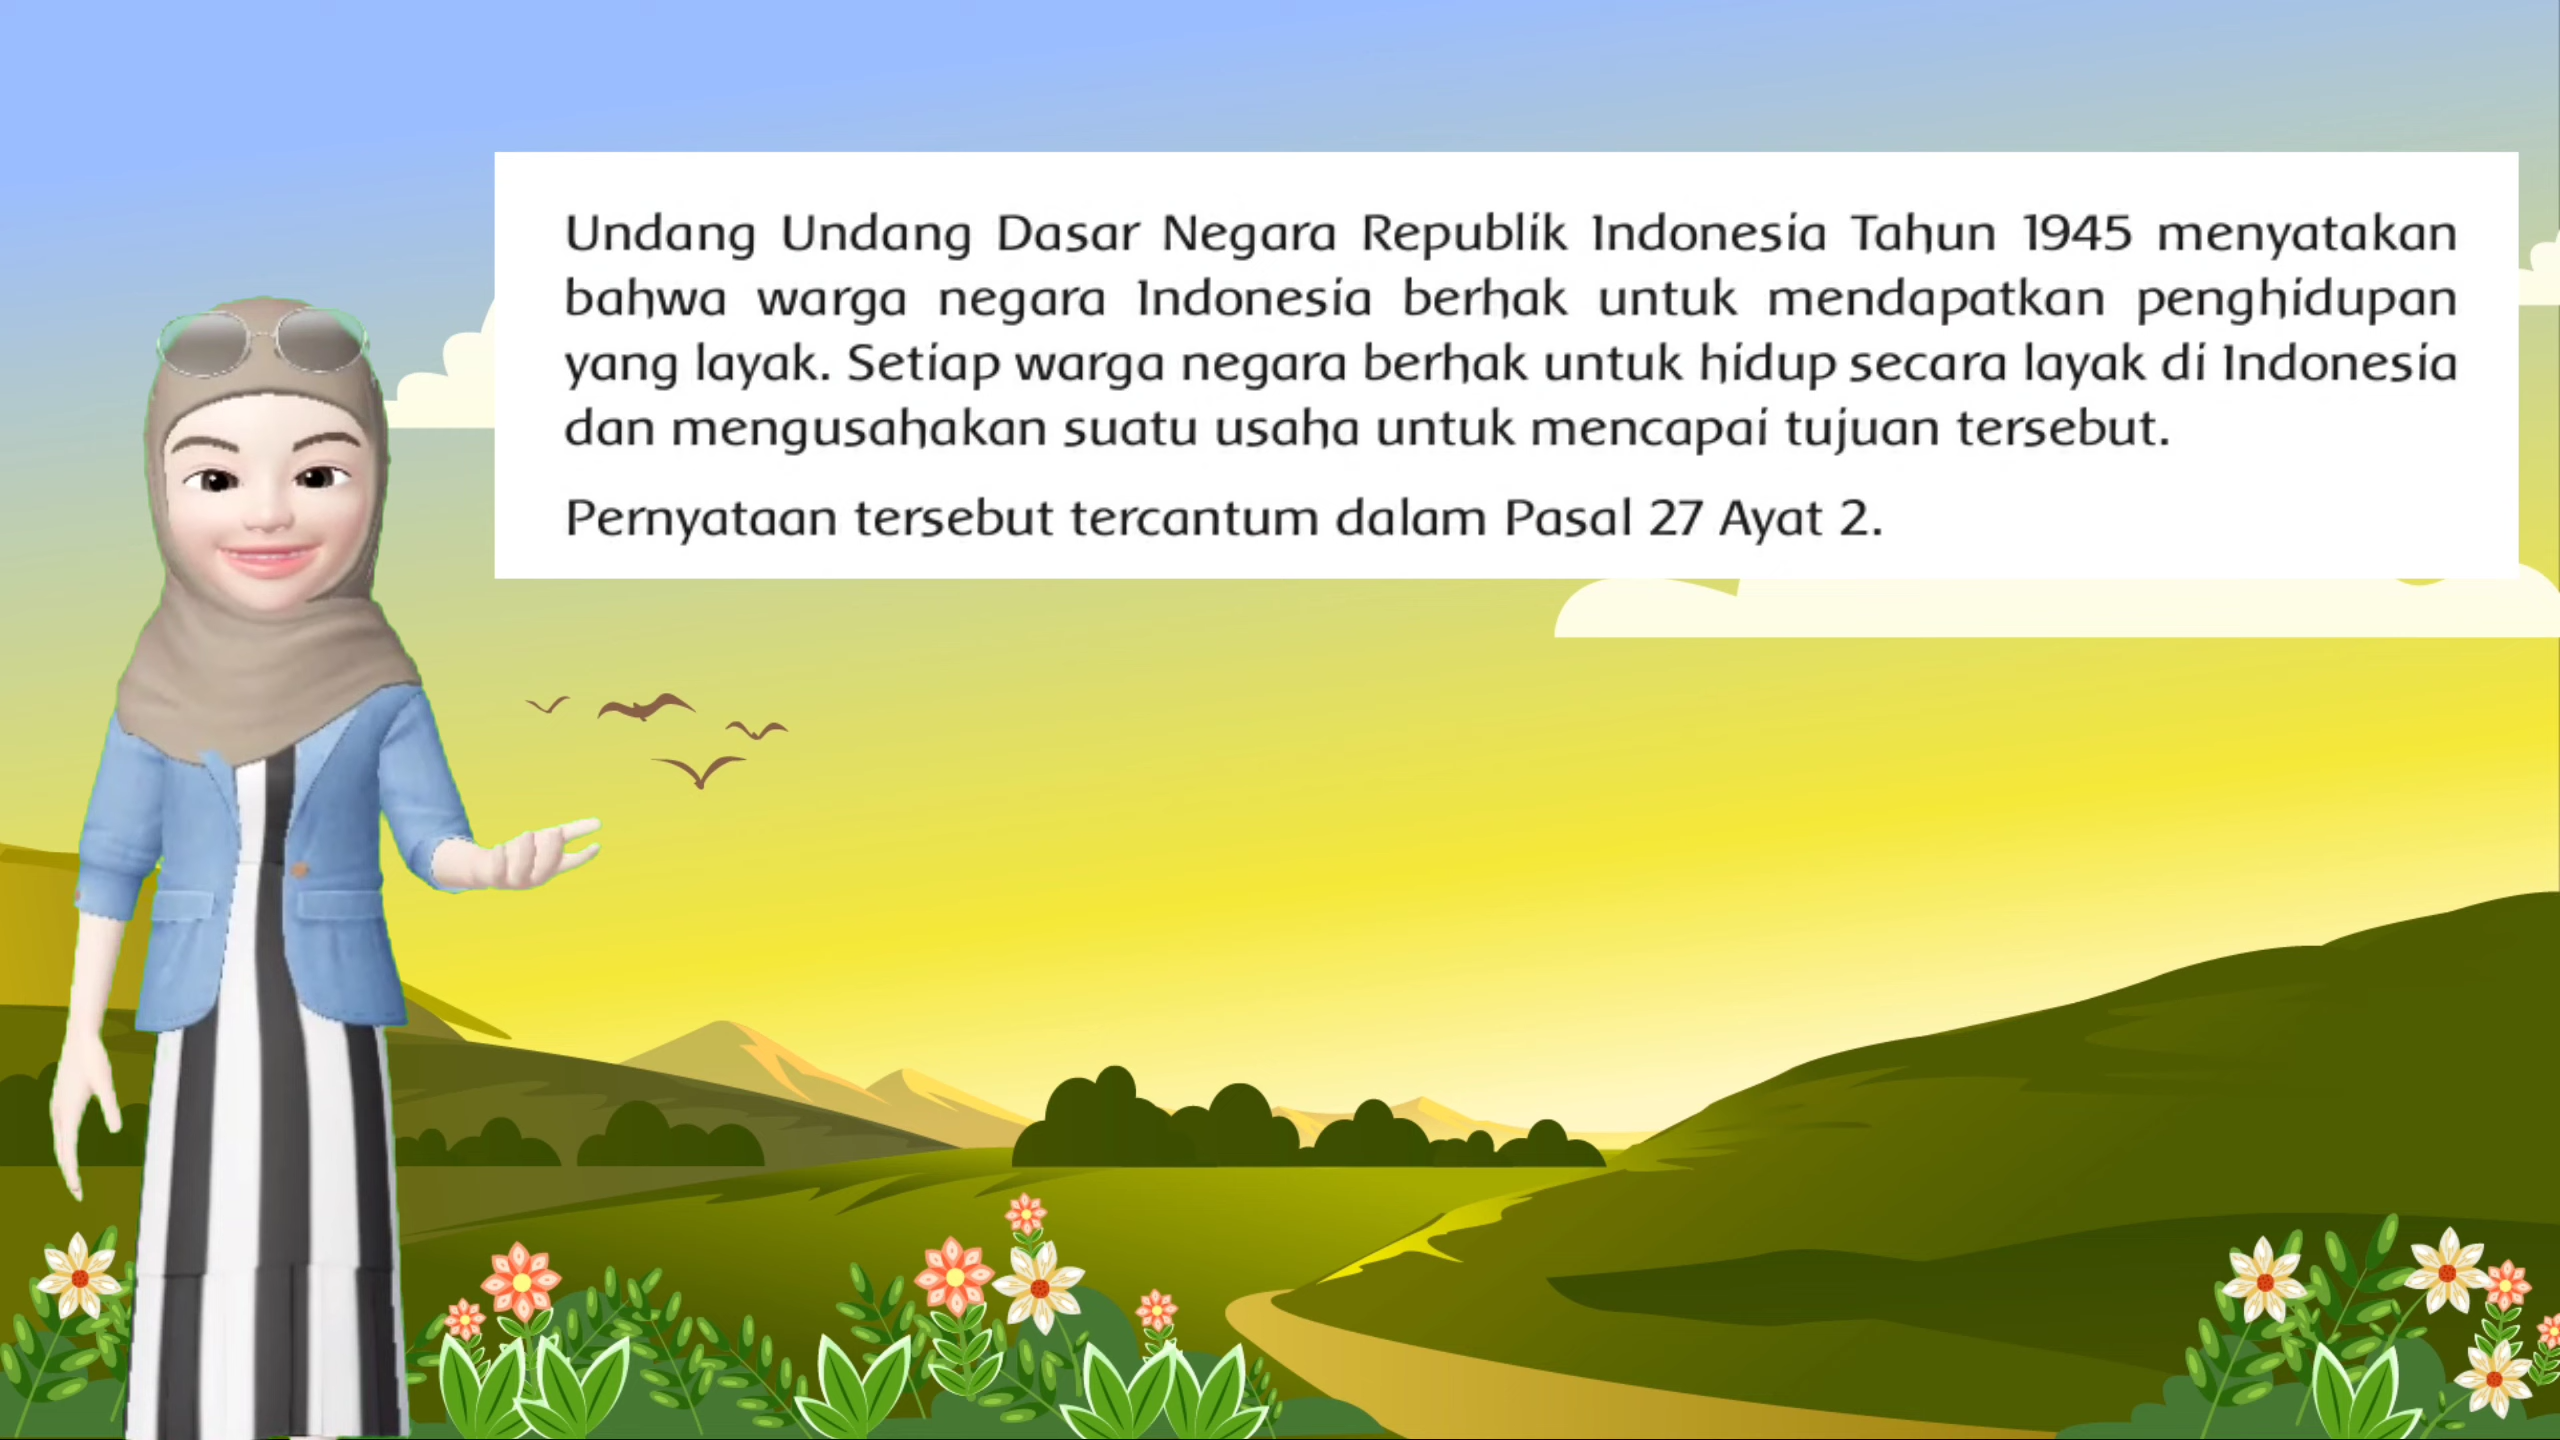 Undang Undang Dasar Negara Republik Indonesia Tahun 1945 menyatakan
bahwa warga negara Indonesia berhak untuk mendapatkan penghidupan
yang layak. Setiap warga negara berhak untuk hidup secara layak di Indonesia
dan mengusahakan suatu usaha untuk mencapai tujuan tersebut.
Pernyataan tersebut tercantum dalam Pasal 27 Ayat 2.